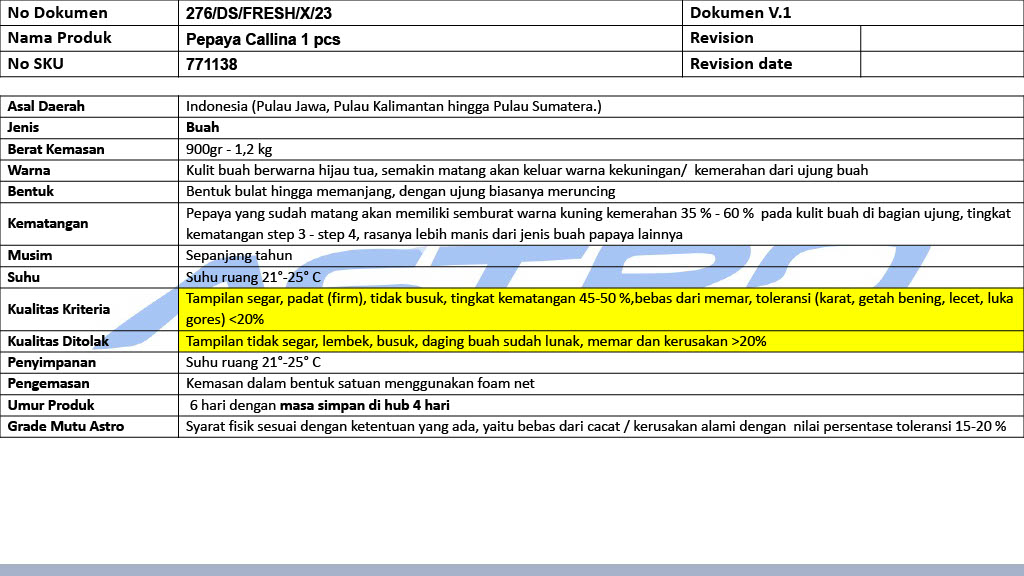 No Dokumen 276/DS/FRESH/X/23 Dokumen V.1
Nama Produk Pepaya Callina 1 pcs Revision
No SKU 771138 Revision date
Asal Daerah Indonesia (Pulau Jawa, Pulau Kalimantan hingga Pulau Sumatera.)
Jenis Buah
Berat Kemasan 900gr - 1,2 kg
Warna Kulit buah berwarna hijau tua, semakin matang akan keluar warna kekuningan/ kemerahan dari ujung buah
Bentuk Bentuk bulat hingga memanjang, dengan ujung biasanya meruncing
Kematangan Pepaya yang sudah matang akan memiliki semburat warna kuning kemerahan 35 % - 60 % pada kulit buah di bagian ujung, tingkat
kematangan step 3 - step 4, rasanya lebih manis dari jenis buah papaya lainnya
Musim Sepanjang tahun
Suhu Suhu ruang 21°-25° C
Kualitas Kriteria Tampilan segar, padat (firm), tidak busuk, tingkat kematangan 45-50 %,bebas dari memar, toleransi (karat, getah bening, lecet, luka
gores) <20%
Kualitas Ditolak Tampilan tidak segar, lembek, busuk, daging buah sudah lunak, memar dan kerusakan >20%
Penyimpanan Suhu ruang 21°-25° C
Pengemasan Kemasan dalam bentuk satuan menggunakan foam net
Umur Produk 6 hari dengan masa simpan di hub 4 hari
Grade Mutu Astro Syarat fisik sesuai dengan ketentuan yang ada, yaitu bebas dari cacat / kerusakan alami dengan nilai persentase toleransi 15-20 %
ASTRO